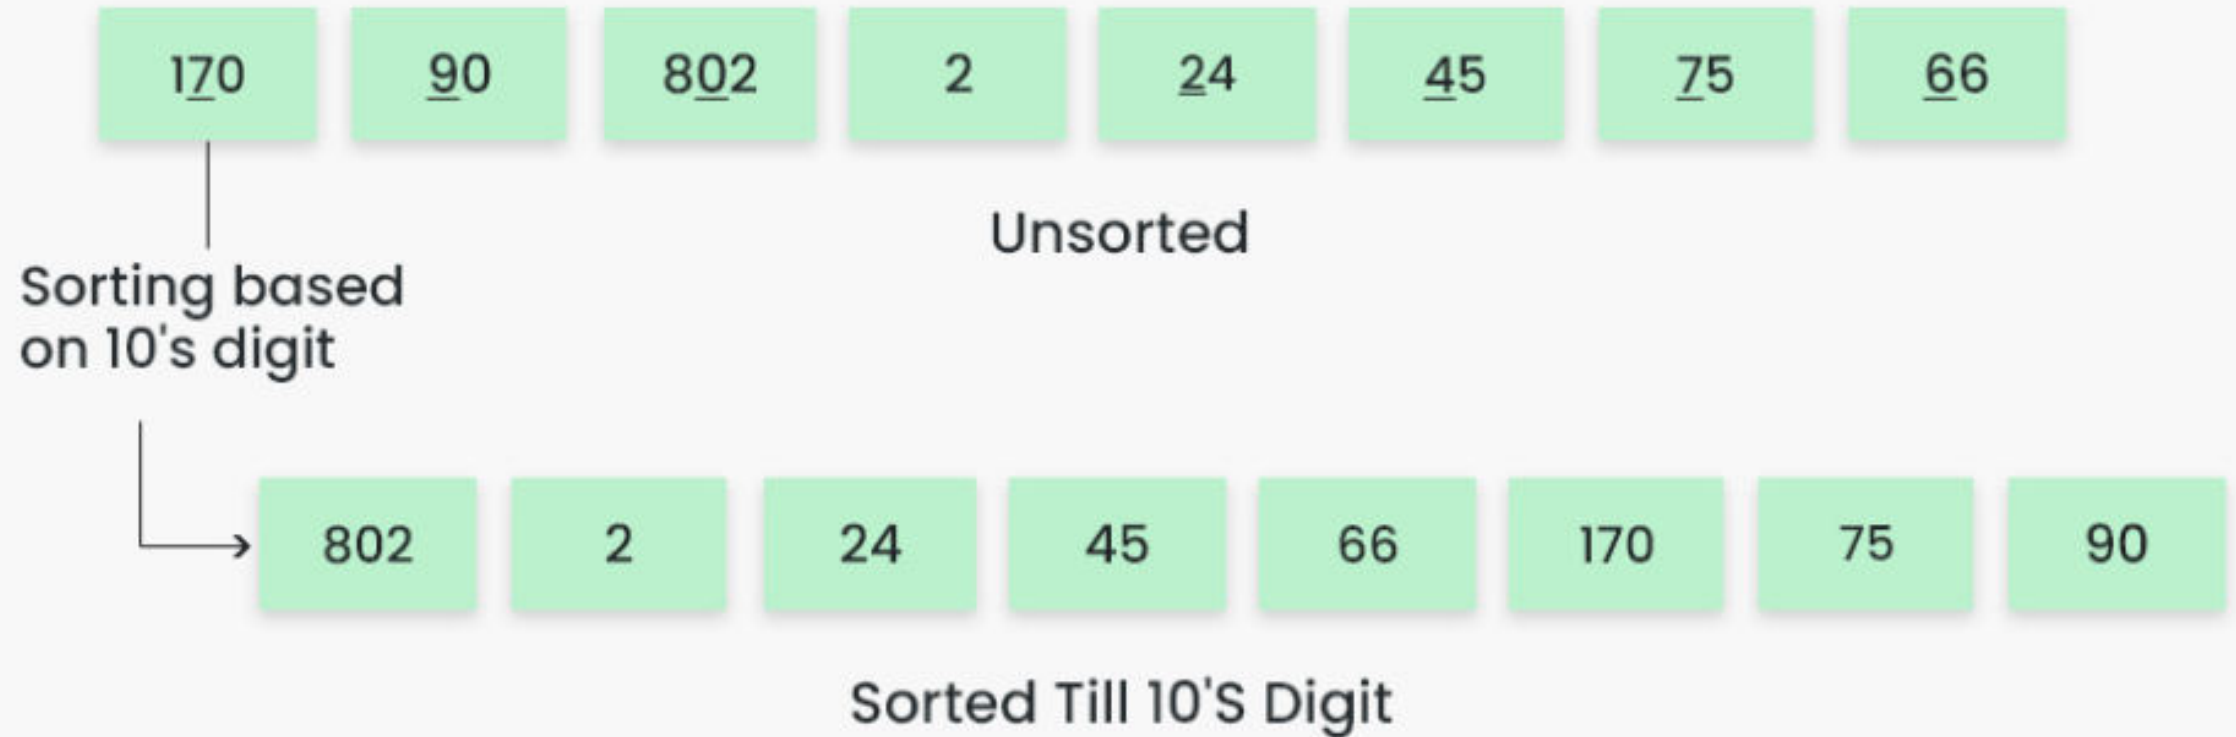 170 90 802 2 24 45 75 66
Unsorted
Sorting based
on 10's digit
802 2 24 45 66 170 75 90
Sorted Till 10'S Digit